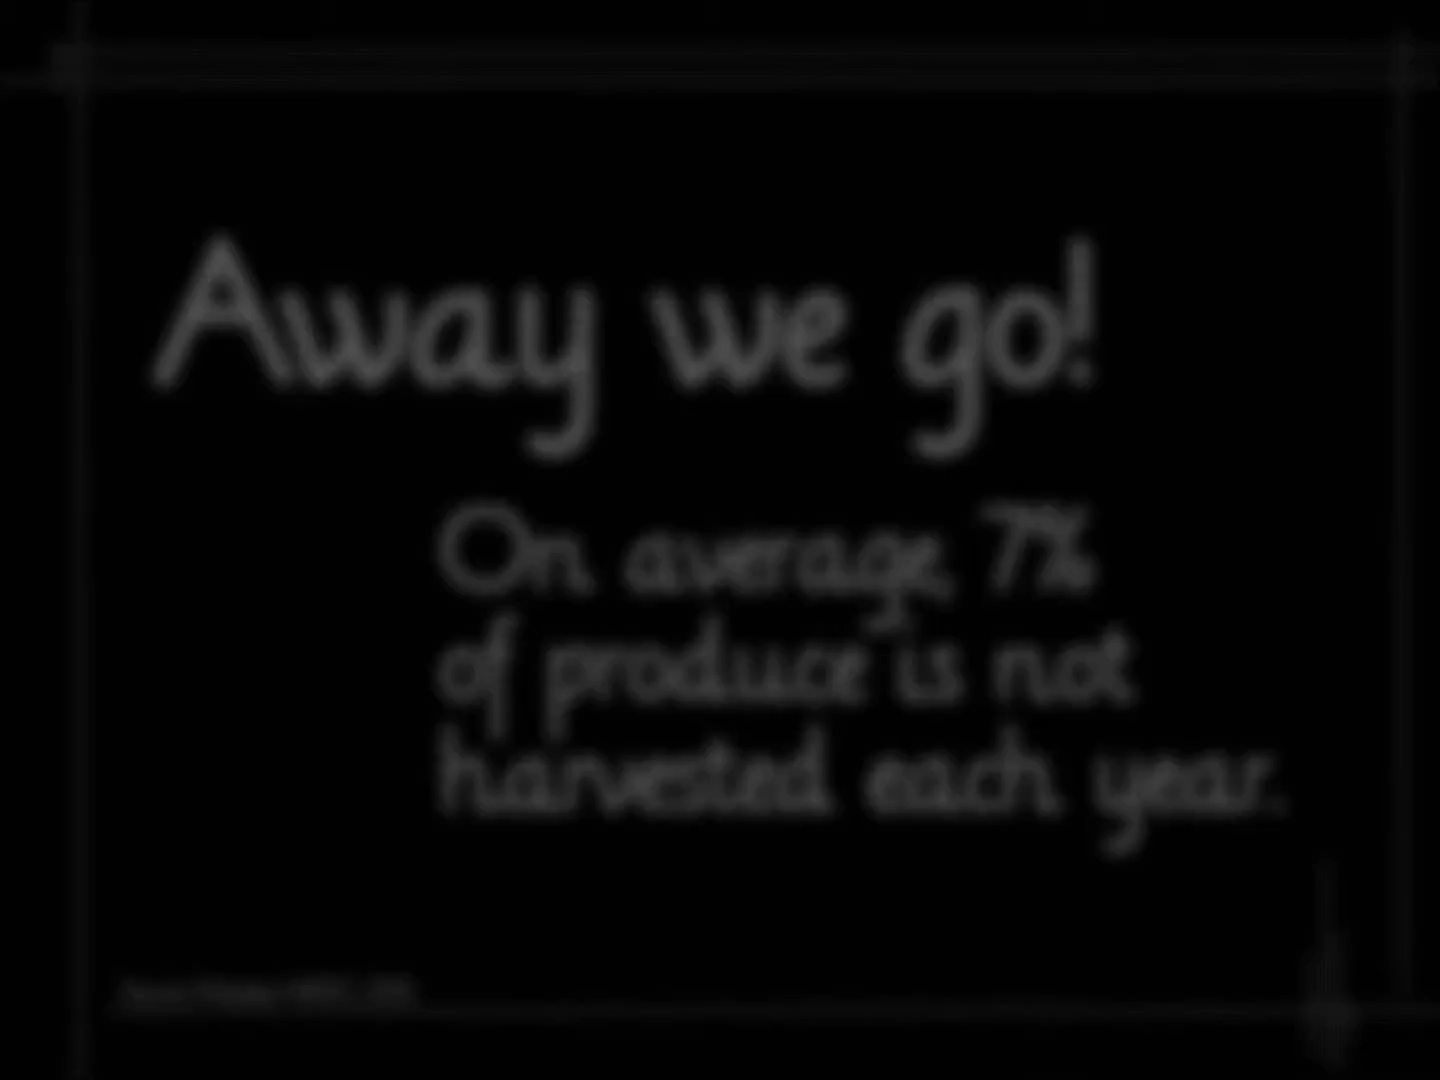 Away we go!
On average, 7%
of produce is not
harvested each year.